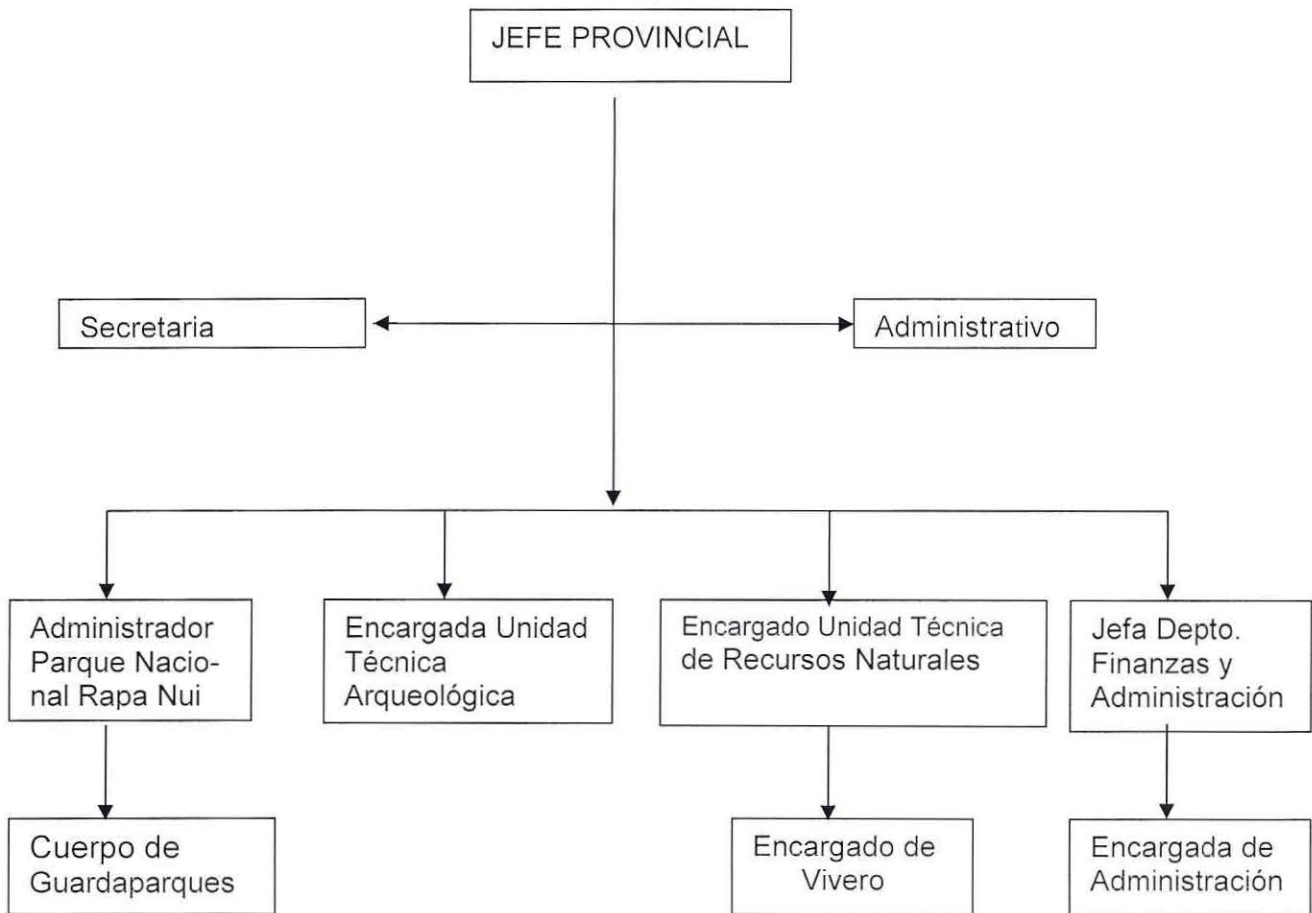 JEFE PROVINCIAL
Secretaria
Administrativo
Administrador
Parque Nacio-
nal Rapa Nui
Encargada Unidad
Técnica
Arqueológica
Encargado Unidad Técnica
de Recursos Naturales
Jefa Depto.
Finanzas y
Administración
Cuerpo de
Guardaparques
Encargado de
Vivero
Encargada de
Administración